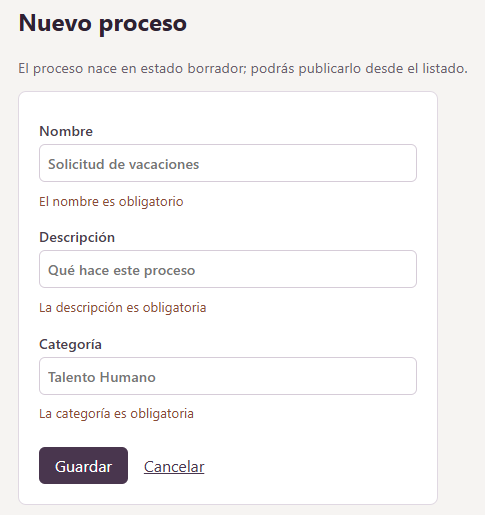 Nuevo proceso
El proceso nace en estado borrador; podrás publicarlo desde el listado.
Nombre
Solicitud de vacaciones
El nombre es obligatorio
Descripción
Qué hace este proceso
La descripción es obligatoria
Categoría
Talento Humano
La categoría es obligatoria
Guardar Cancelar